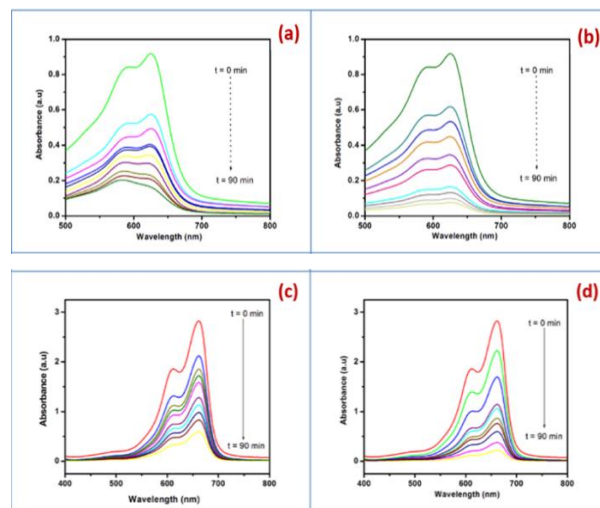 (a)
t = 0 min
t = 90 min
Absorbance (a.u)
1.0
0.8
0.6
0.4
0.2
0.0
500
600
700
800
Wavelength (nm)
(b)
t = 0 min
t = 90 min
Absorbance (a.u)
1.0
0.8
0.6
0.4
0.2
0.0
500
600
700
800
Wavelength (nm)
(c)
t = 0 min
t = 90 min
Absorbance (a.u)
3
2
1
0
400
500
600
700
800
Wavelength (nm)
(d)
t = 0 min
t = 90 min
Absorbance (a.u)
3
2
1
0
400
500
600
700
800
Wavelength (nm)